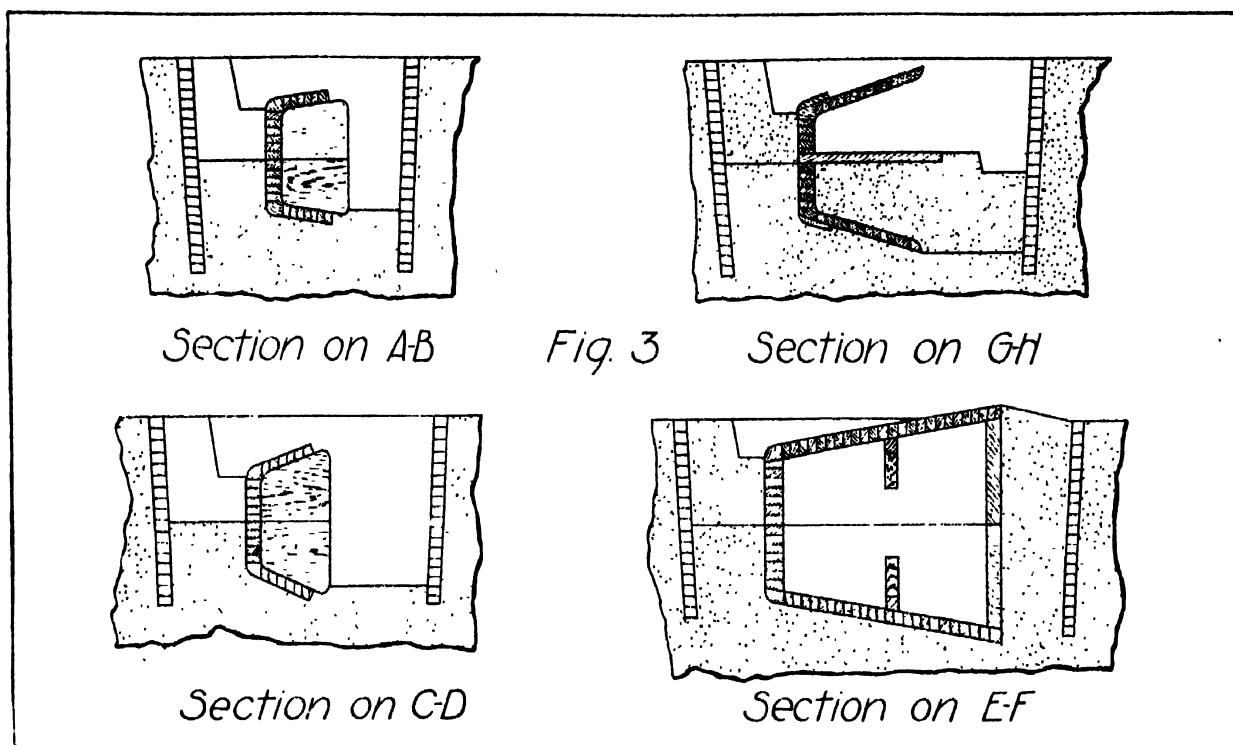 Section on A-B
Fig. 3
Section on G-H
Section on C-D
Section on E-F